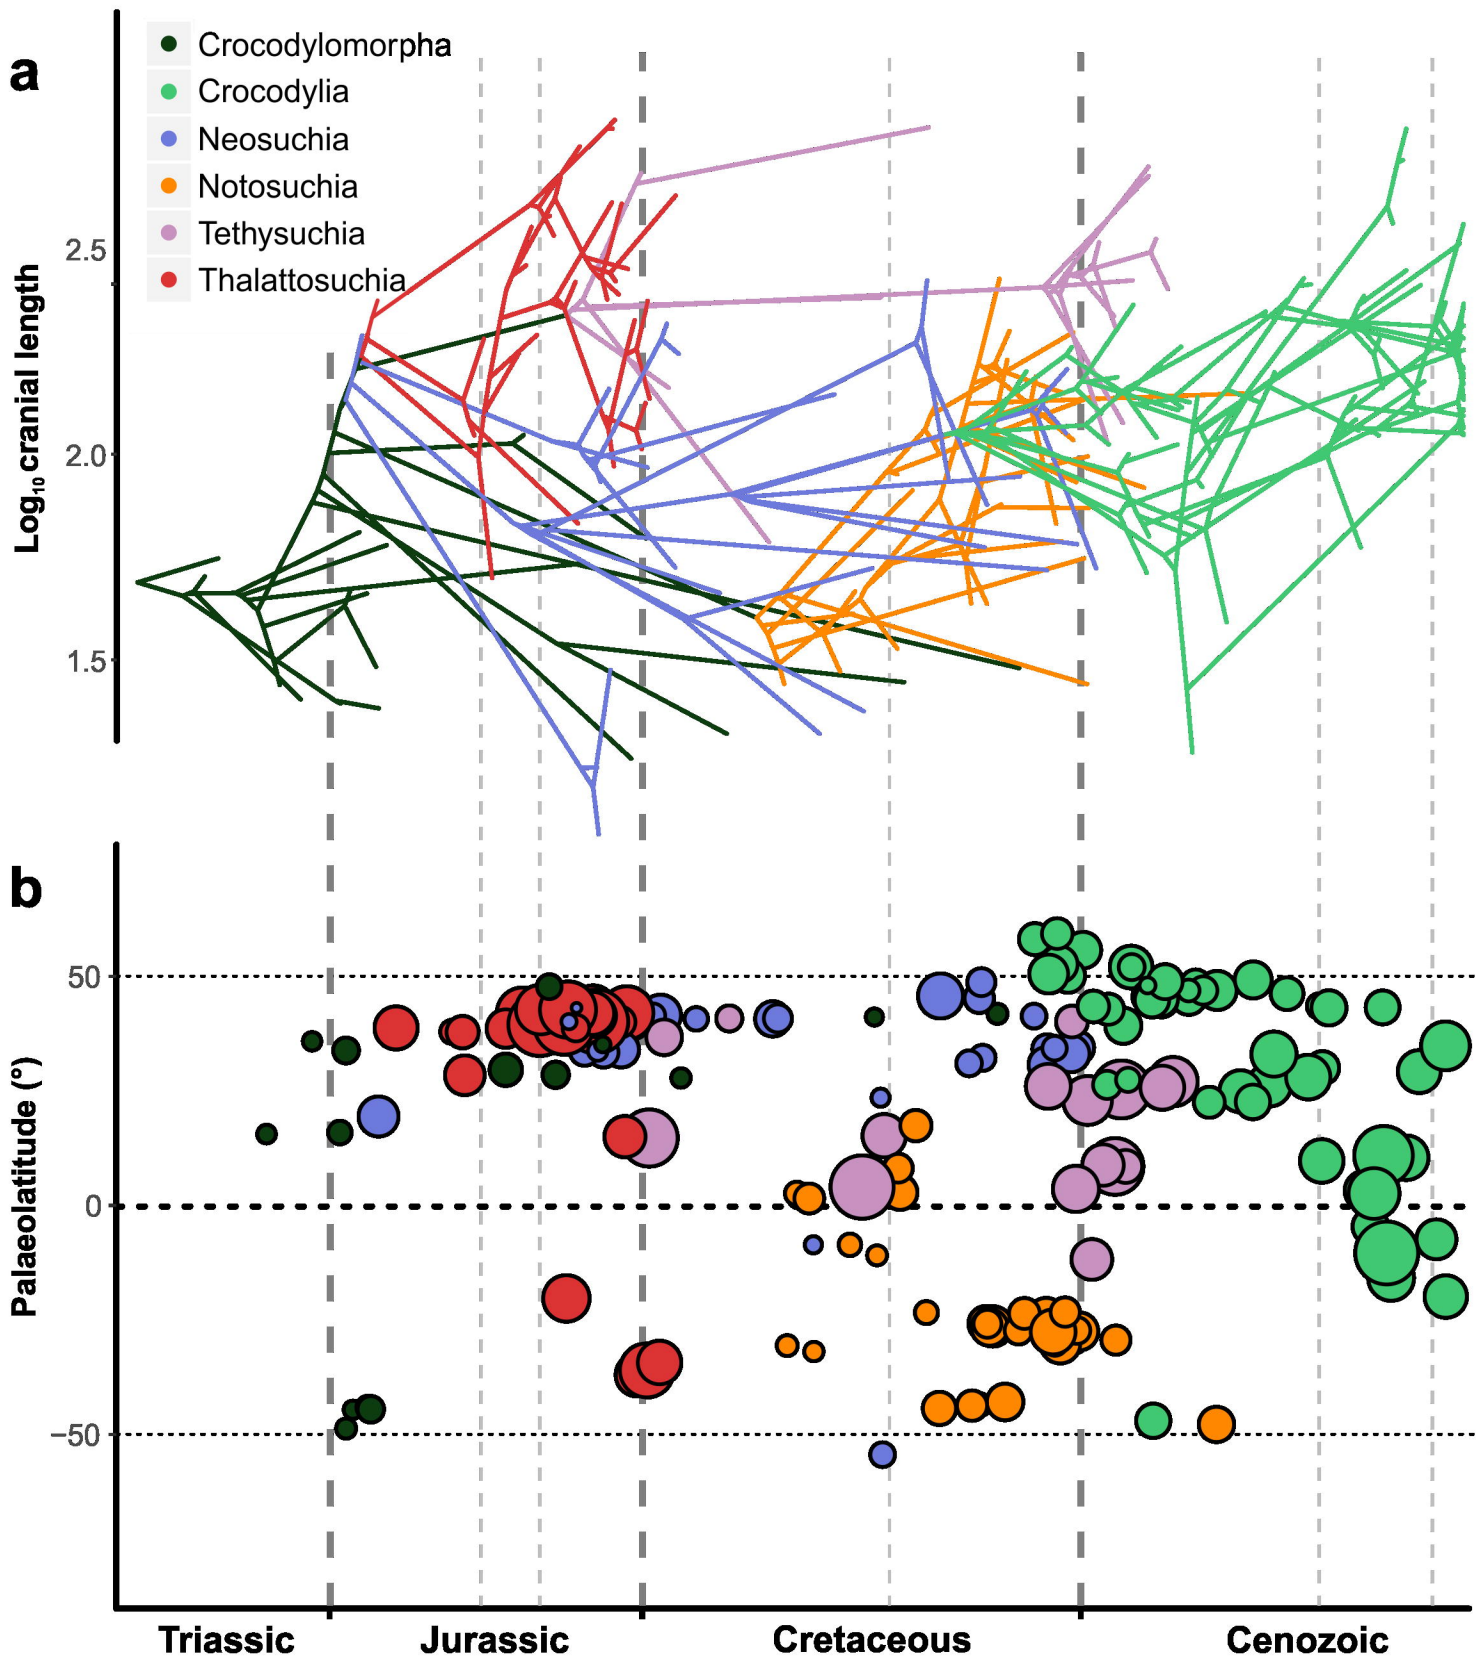 a
Crocodylomorpha
Crocodylia
Neosuchia
Notosuchia
Tethysuchia
Thalattosuchia
Log10 cranial length
2.5
2.0
1.5
b
Palaeolatitude (°)
50
0
−50
Triassic Jurassic Cretaceous Cenozoic